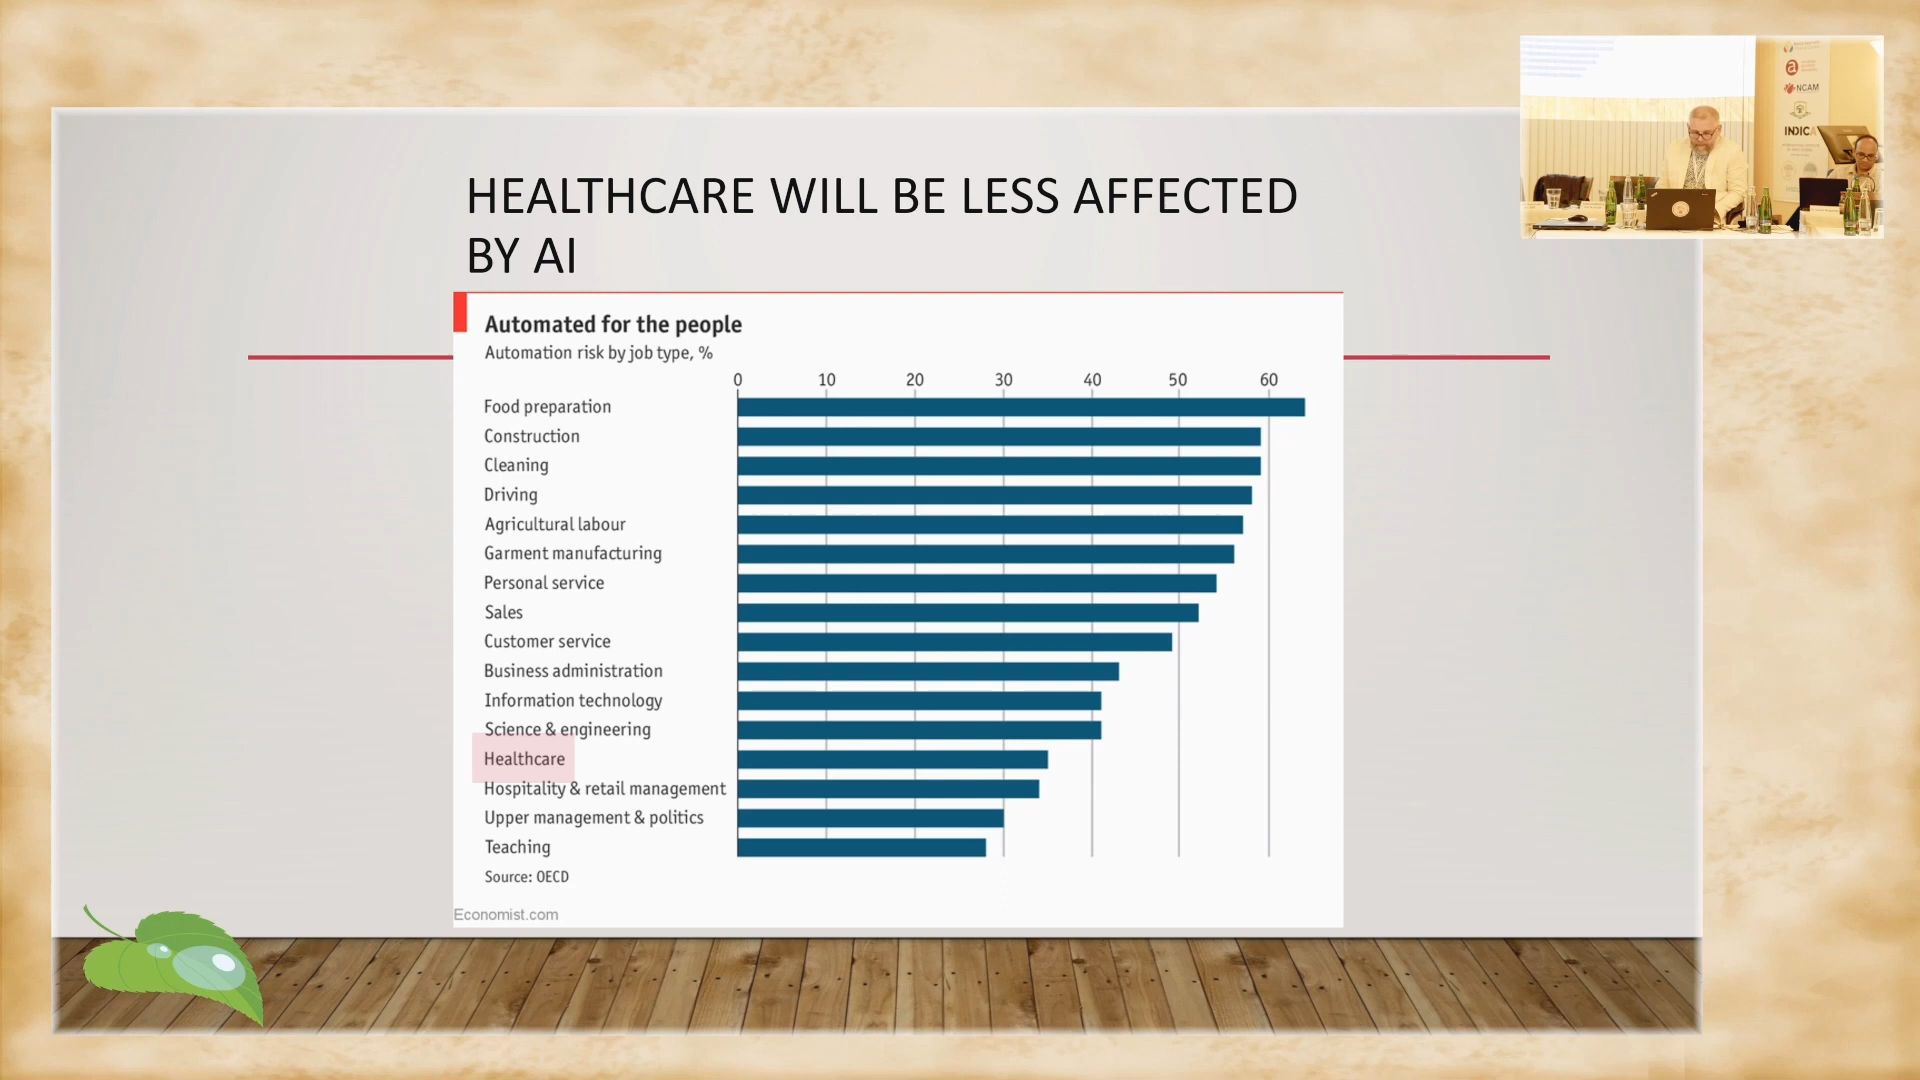 HEALTHCARE WILL BE LESS AFFECTED
BY AI
Automated for the people
Automation risk by job type, %
0 10 20 30 40 50 60
Food preparation
Construction
Cleaning
Driving
Agricultural labour
Garment manufacturing
Personal service
Sales
Customer service
Business administration
Information technology
Science & engineering
Healthcare
Hospitality & retail management
Upper management & politics
Teaching
Source: OECD
Economist.com
NCAM
INDICA